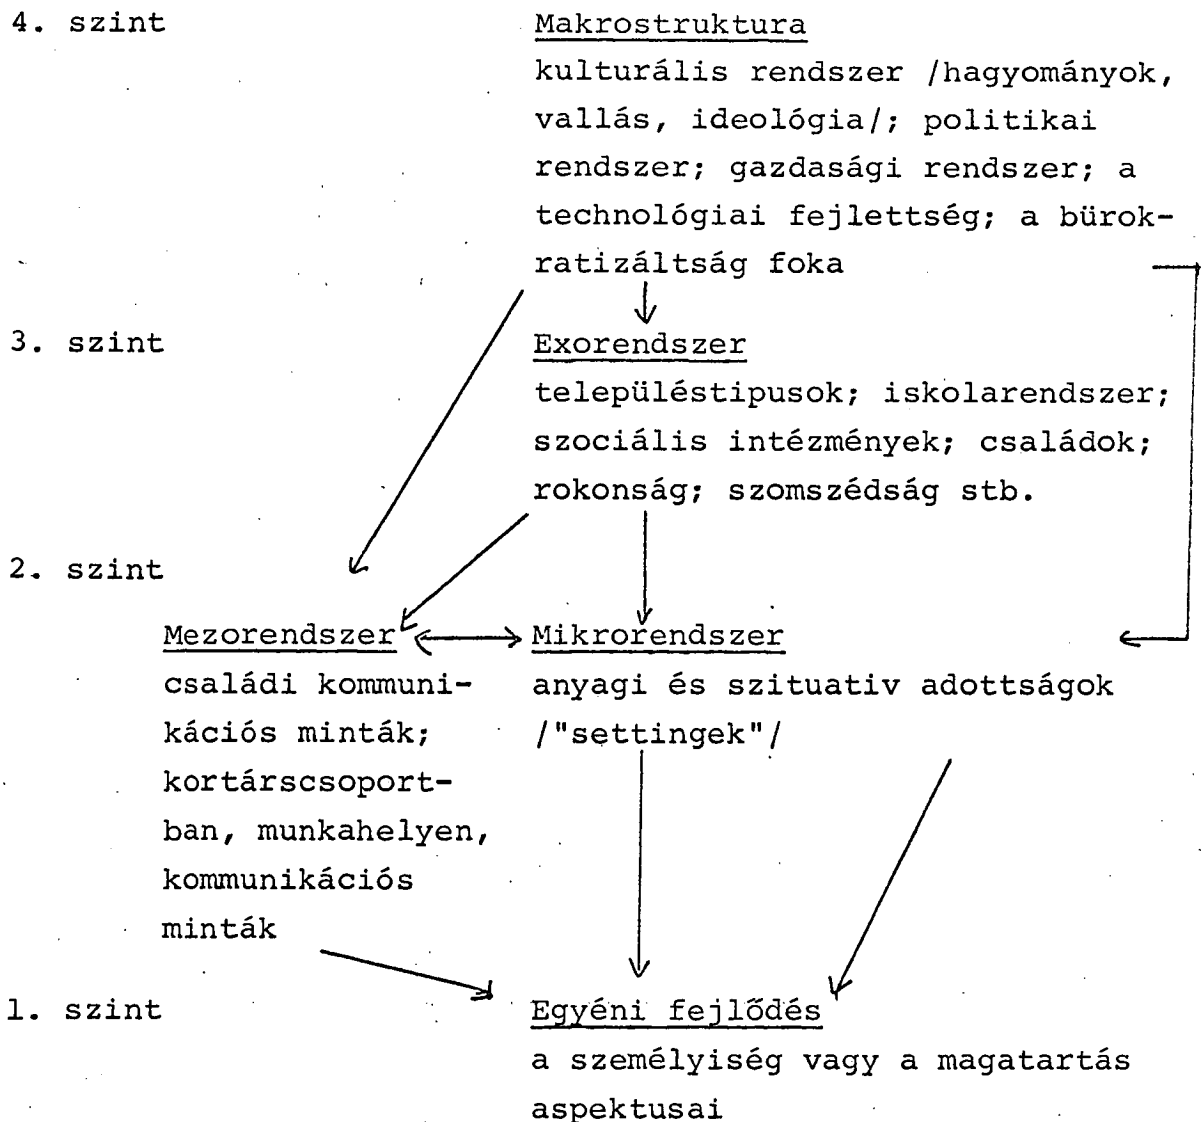 4. szint
Makrostruktura
kulturális rendszer /hagyományok,
vallás, ideológia/; politikai
rendszer; gazdasági rendszer; a
technológiai fejlettség; a bürok-
ratizáltság foka
3. szint
Exorendszer
településtipusok; iskolarendszer;
szociális intézmények; családok;
rokonság; szomszédság stb.
2. szint
Mezorendszer
családi kommuni-
kációs minták;
kortárscsoport-
ban, munkahelyen,
kommunikációs
minták
Mikrorendszer
anyagi és szituativ adottságok
/"settingek"/
1. szint
Egyéni fejlődés
a személyiség vagy a magatartás
aspektusai